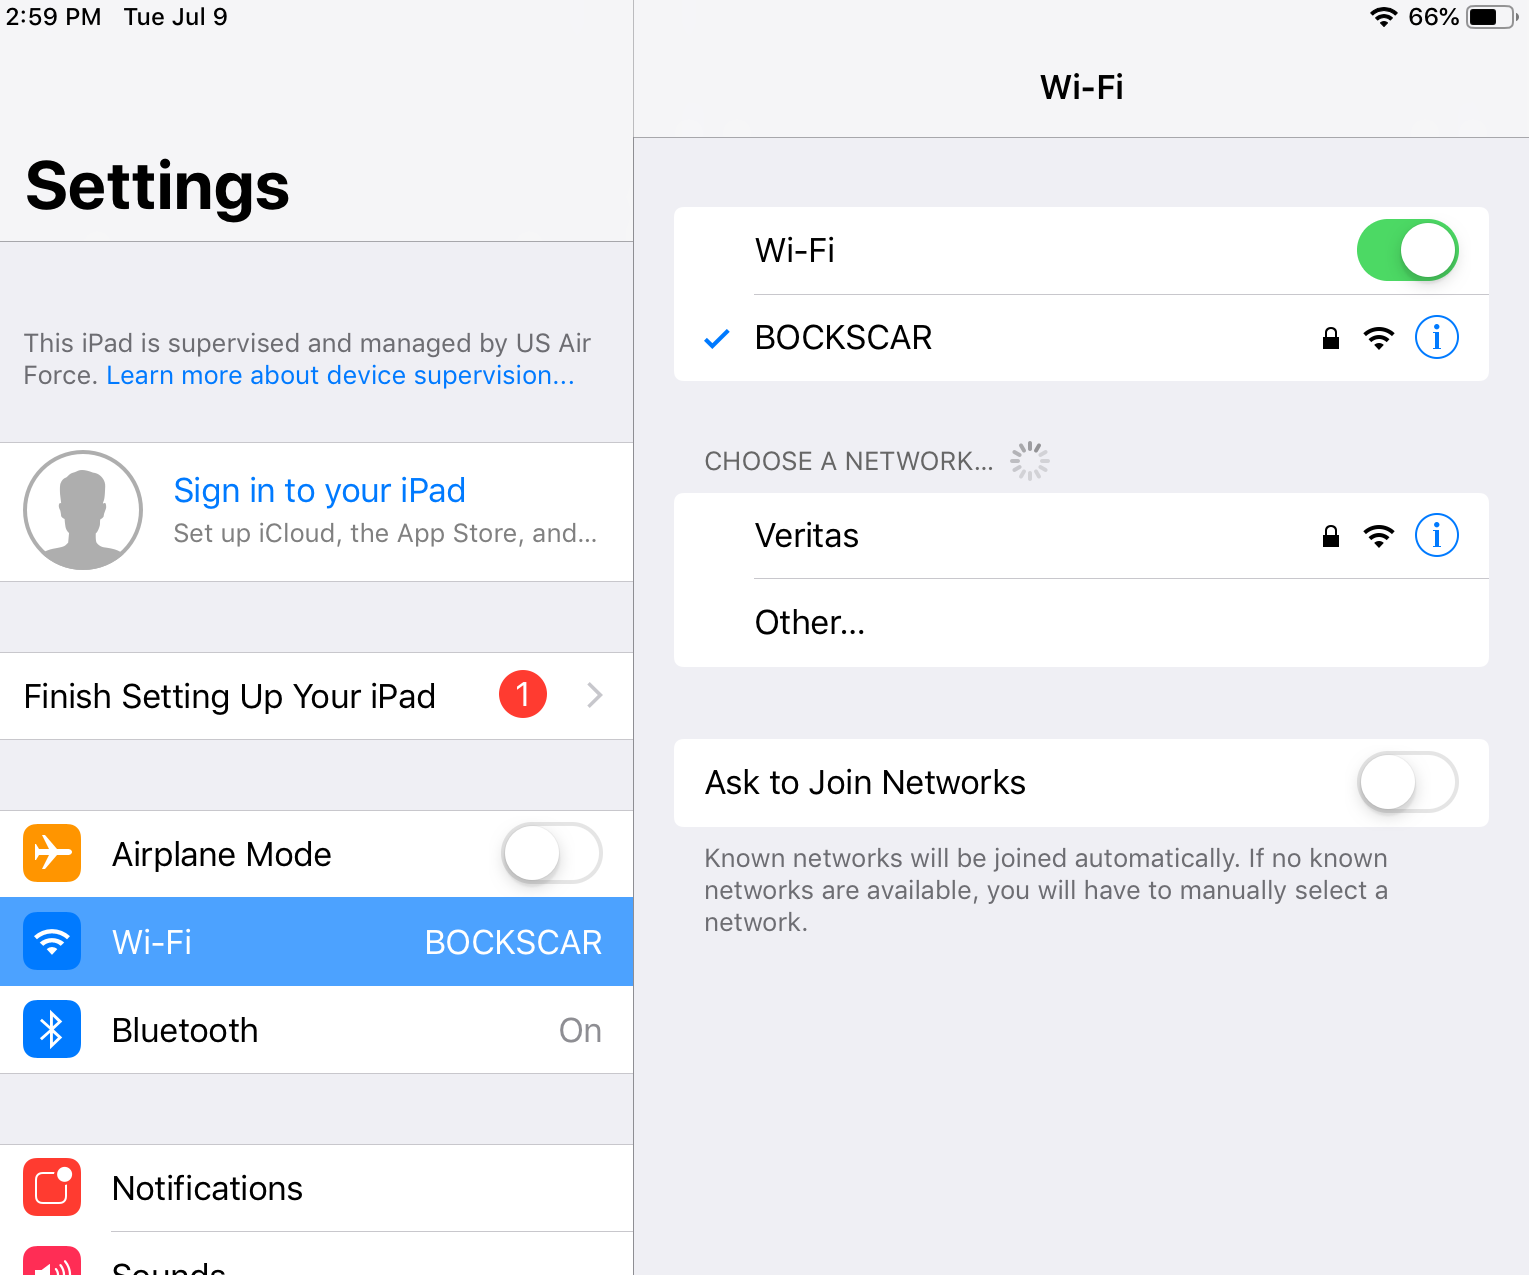 2:59 PM Tue Jul 9
66%
Settings
This iPad is supervised and managed by US Air
Force. Learn more about device supervision...
Sign in to your iPad
Set up iCloud, the App Store, and...
Finish Setting Up Your iPad 1
Airplane Mode
Wi-Fi BOCKSCAR
Bluetooth On
Notifications
Sounds
Wi-Fi
Wi-Fi
BOCKSCAR
CHOOSE A NETWORK...
Veritas
Other...
Ask to Join Networks
Known networks will be joined automatically. If no known
networks are available, you will have to manually select a
network.